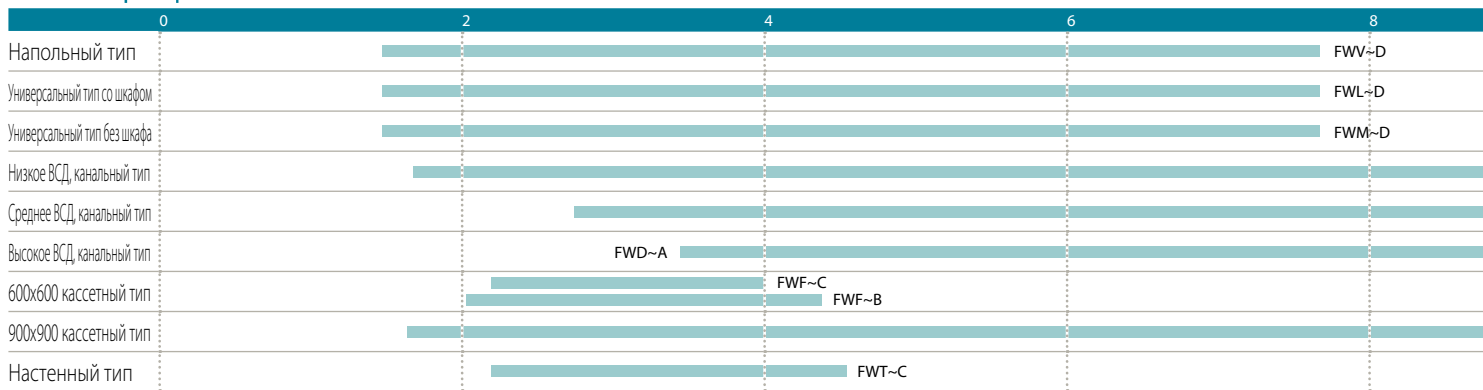 0 2 4 6 8
Напольный тип FWV~D
Универсальный тип со шкафом FWL~D
Универсальный тип без шкафа FWM~D
Низкое ВСД, канальный тип
Среднее ВСД, канальный тип
Высокое ВСД, канальный тип FWD~A
600x600 кассетный тип FWF~C
FWF~B
900x900 кассетный тип
Настенный тип FWT~C